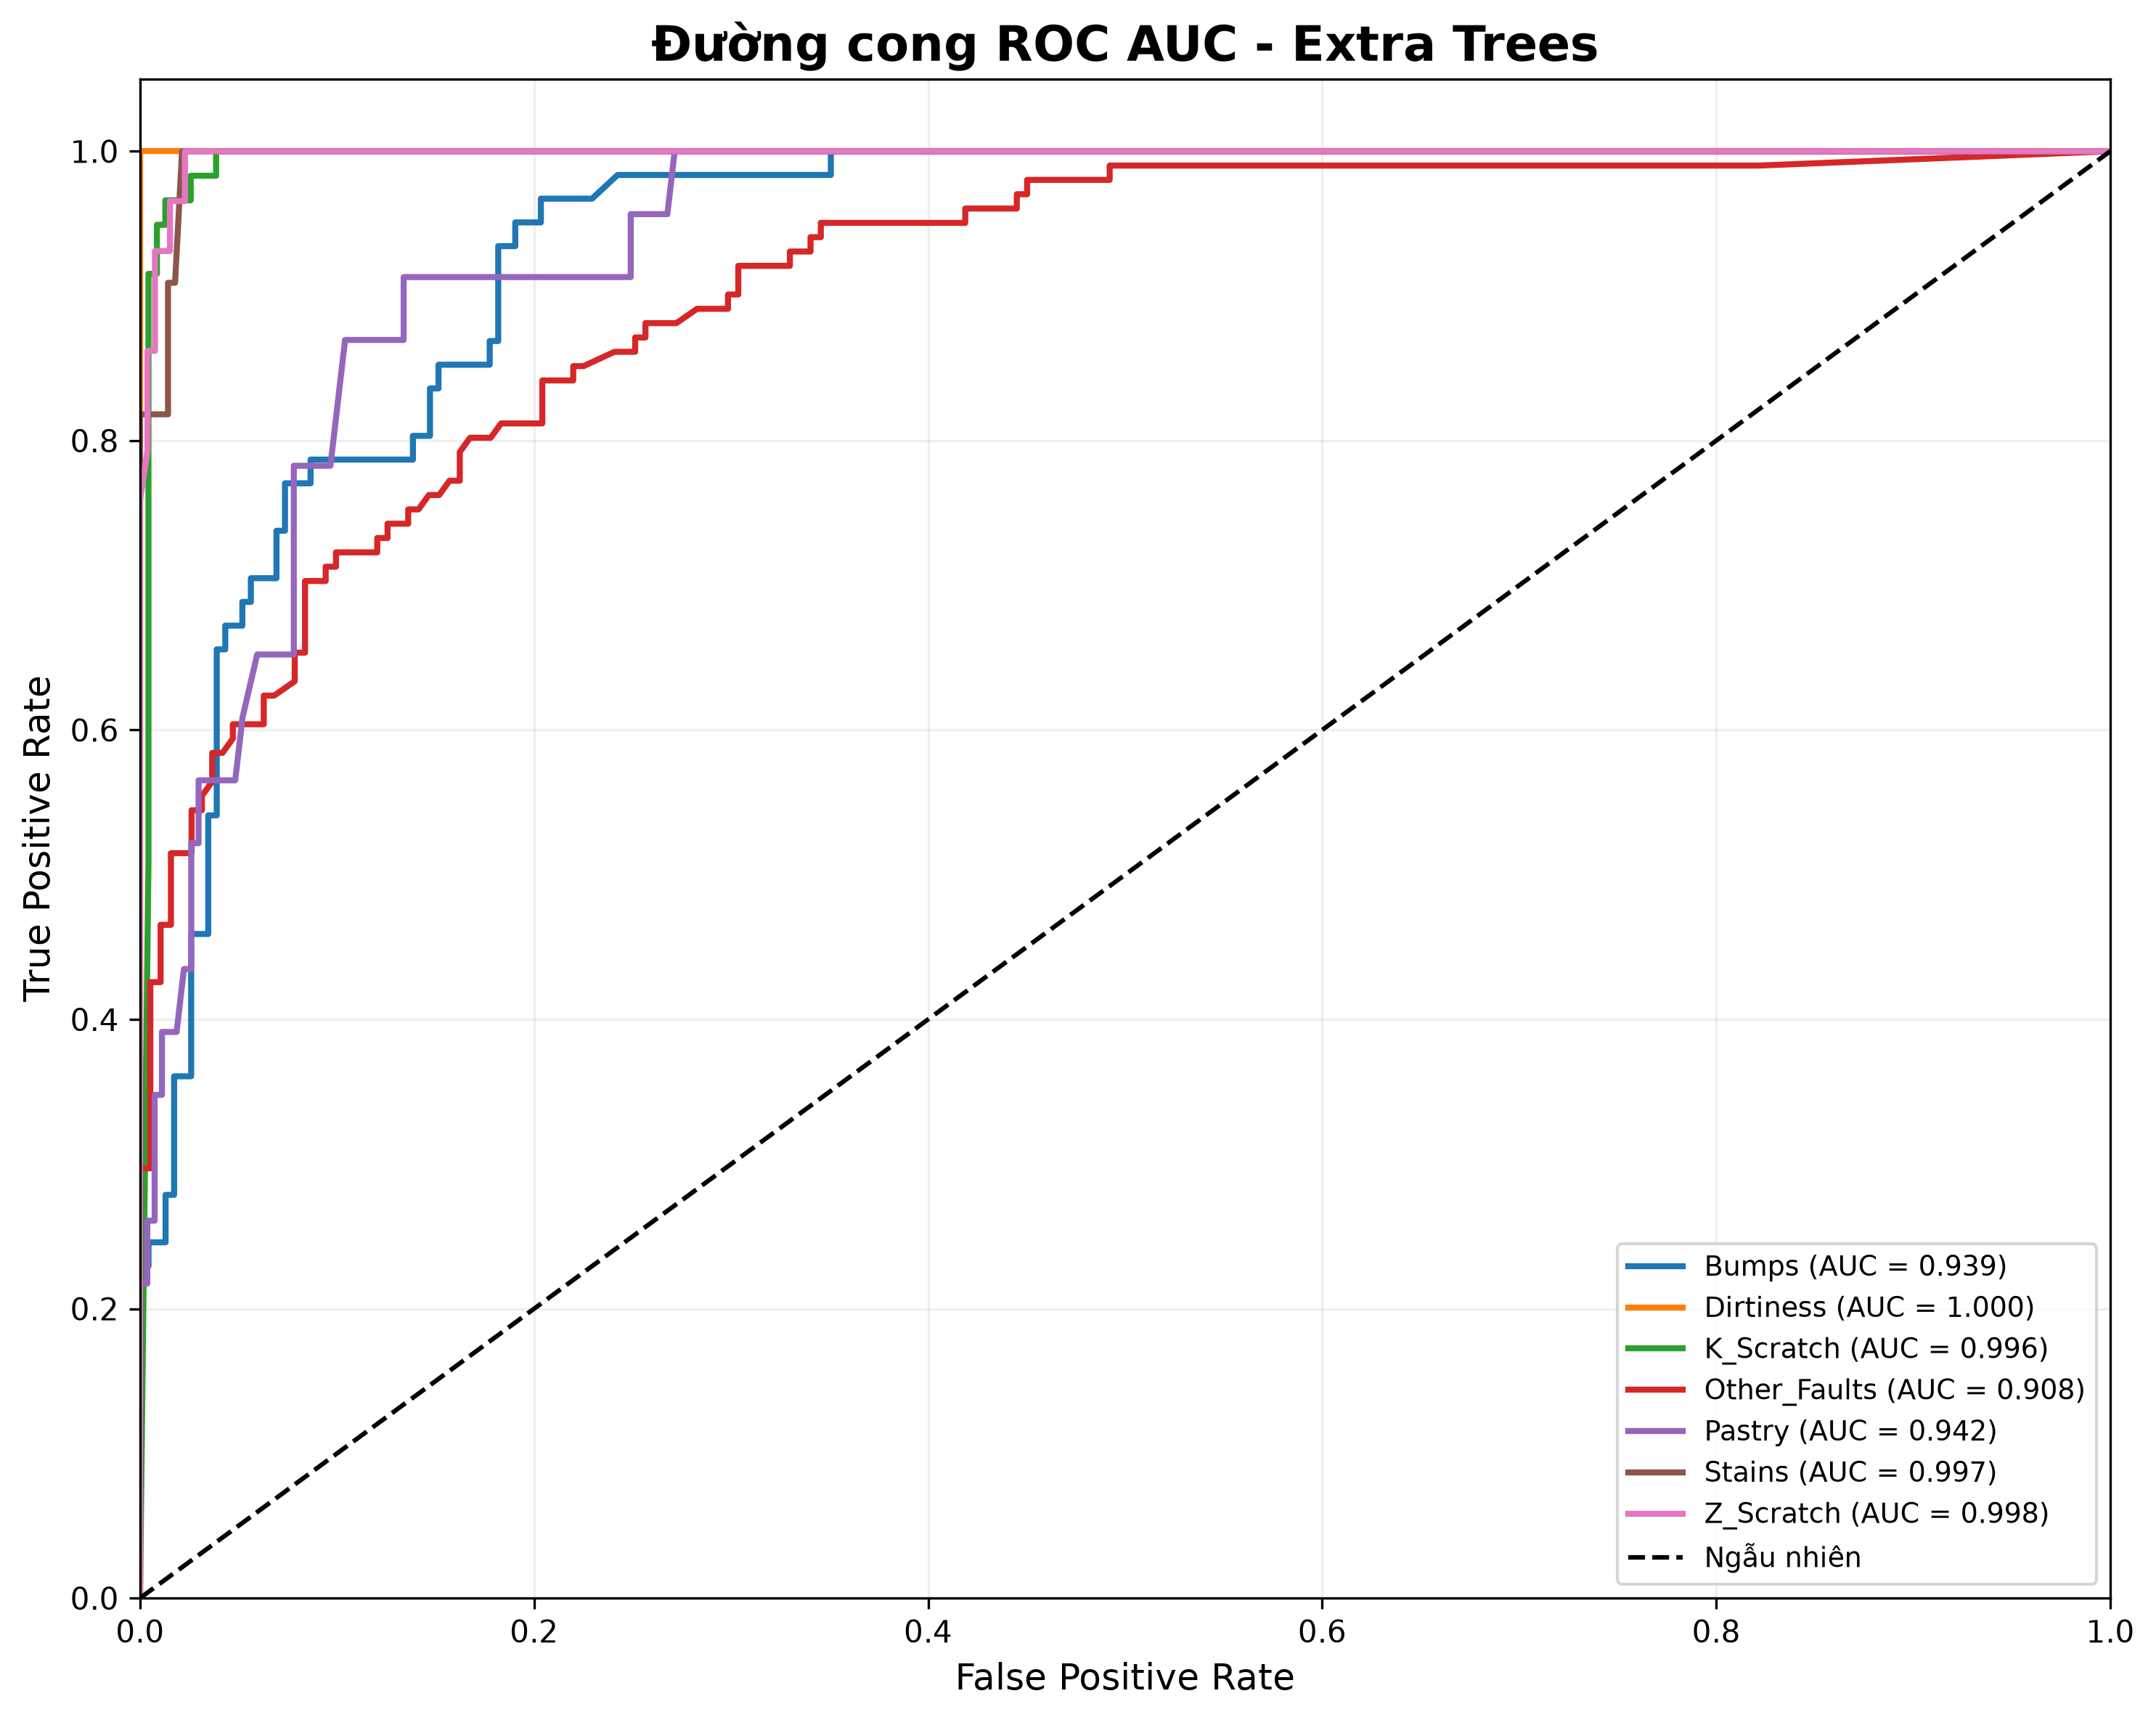 Đường cong ROC AUC - Extra Trees
True Positive Rate
1.0
0.8
0.6
0.4
0.2
0.0
0.0 0.2 0.4 0.6 0.8 1.0
False Positive Rate
Bumps (AUC = 0.939)
Dirtiness (AUC = 1.000)
K_Scratch (AUC = 0.996)
Other_Faults (AUC = 0.908)
Pastry (AUC = 0.942)
Stains (AUC = 0.997)
Z_Scratch (AUC = 0.998)
Ngẫu nhiên